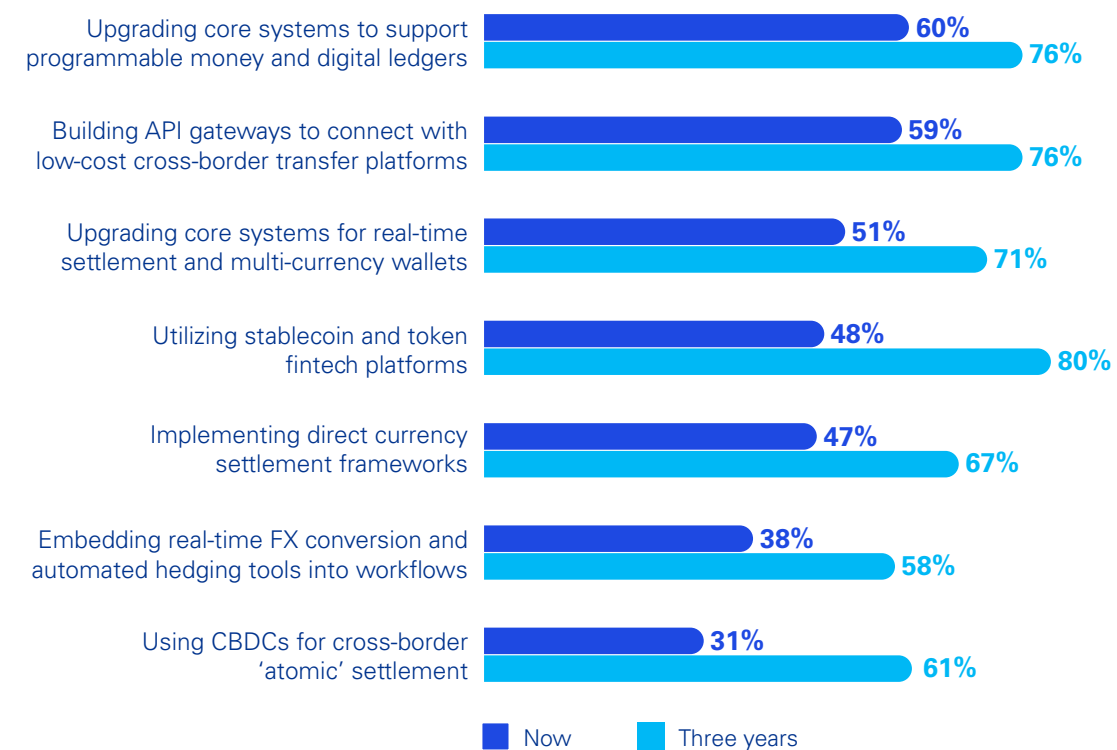 Upgrading core systems to support
programmable money and digital ledgers
60%
76%
Building API gateways to connect with
low-cost cross-border transfer platforms
59%
76%
Upgrading core systems for real-time
settlement and multi-currency wallets
51%
71%
Utilizing stablecoin and token
fintech platforms
48%
80%
Implementing direct currency
settlement frameworks
47%
67%
Embedding real-time FX conversion and
automated hedging tools into workflows
38%
58%
Using CBDCs for cross-border
‘atomic’ settlement
31%
61%
Now
Three years